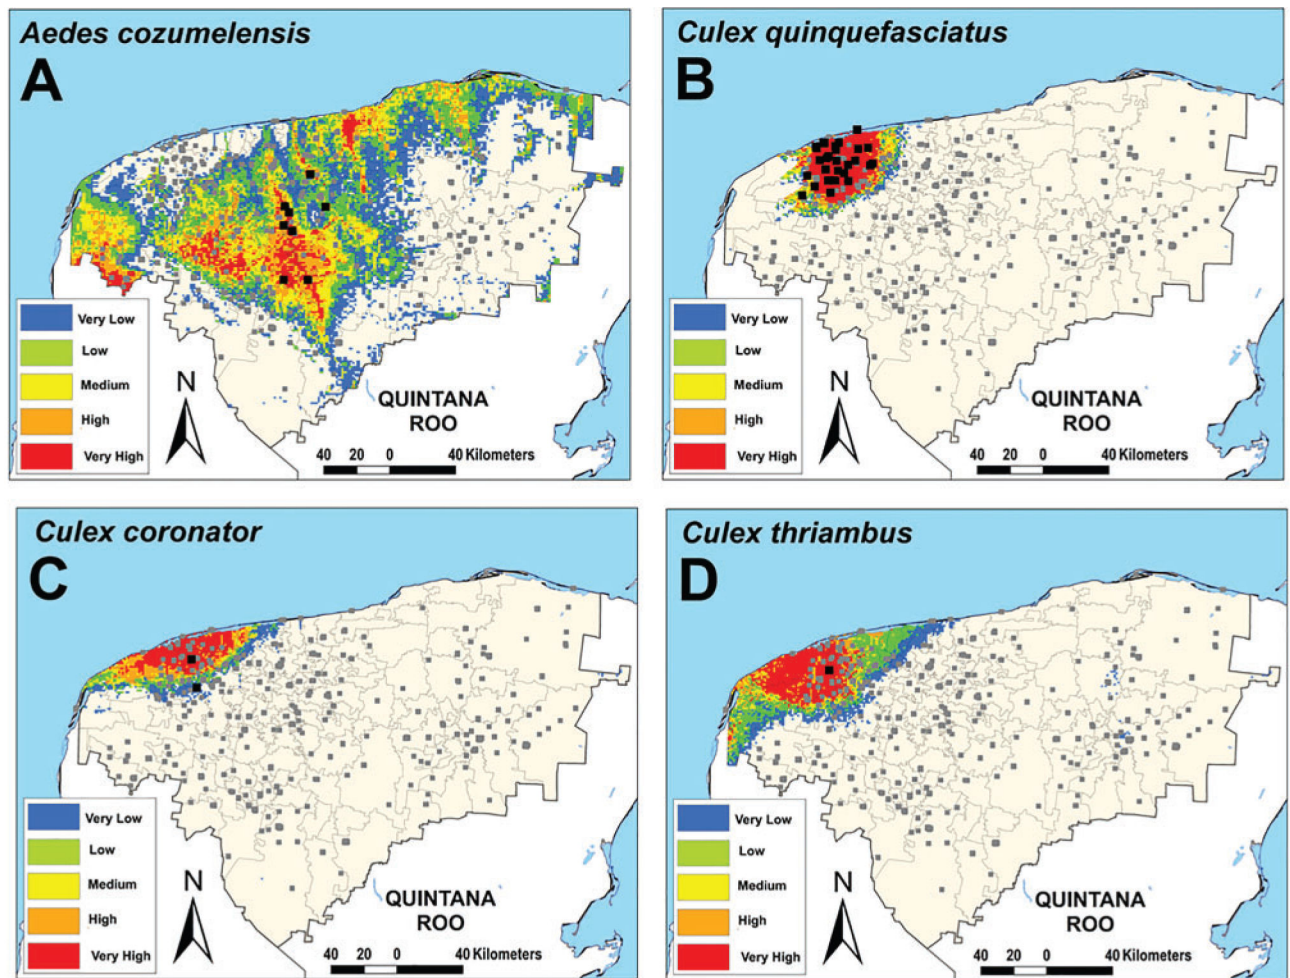 Aedes cozumelensis
A
Very Low
Low
Medium
High
Very High
N
QUINTANA
ROO
40 20 0 40 Kilometers
Culex quinquefasciatus
B
Very Low
Low
Medium
High
Very High
N
QUINTANA
ROO
40 20 0 40 Kilometers
Culex coronator
C
Very Low
Low
Medium
High
Very High
N
QUINTANA
ROO
40 20 0 40 Kilometers
Culex thriambus
D
Very Low
Low
Medium
High
Very High
N
QUINTANA
ROO
40 20 0 40 Kilometers